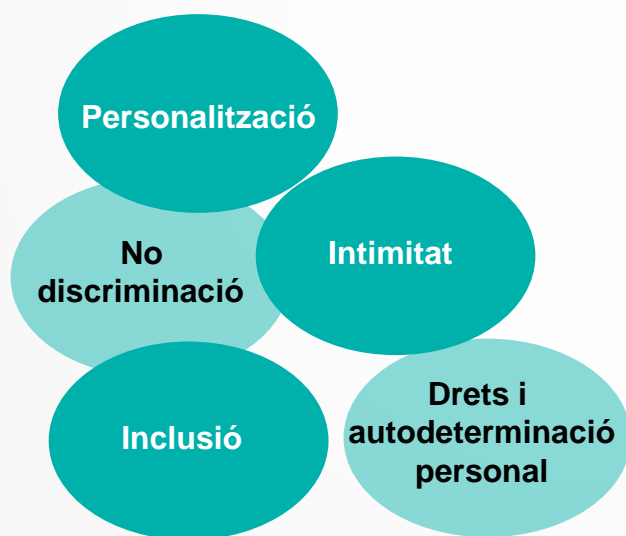 Personalització
No
discriminació
Intimitat
Inclusió
Drets i
autodeterminació
personal